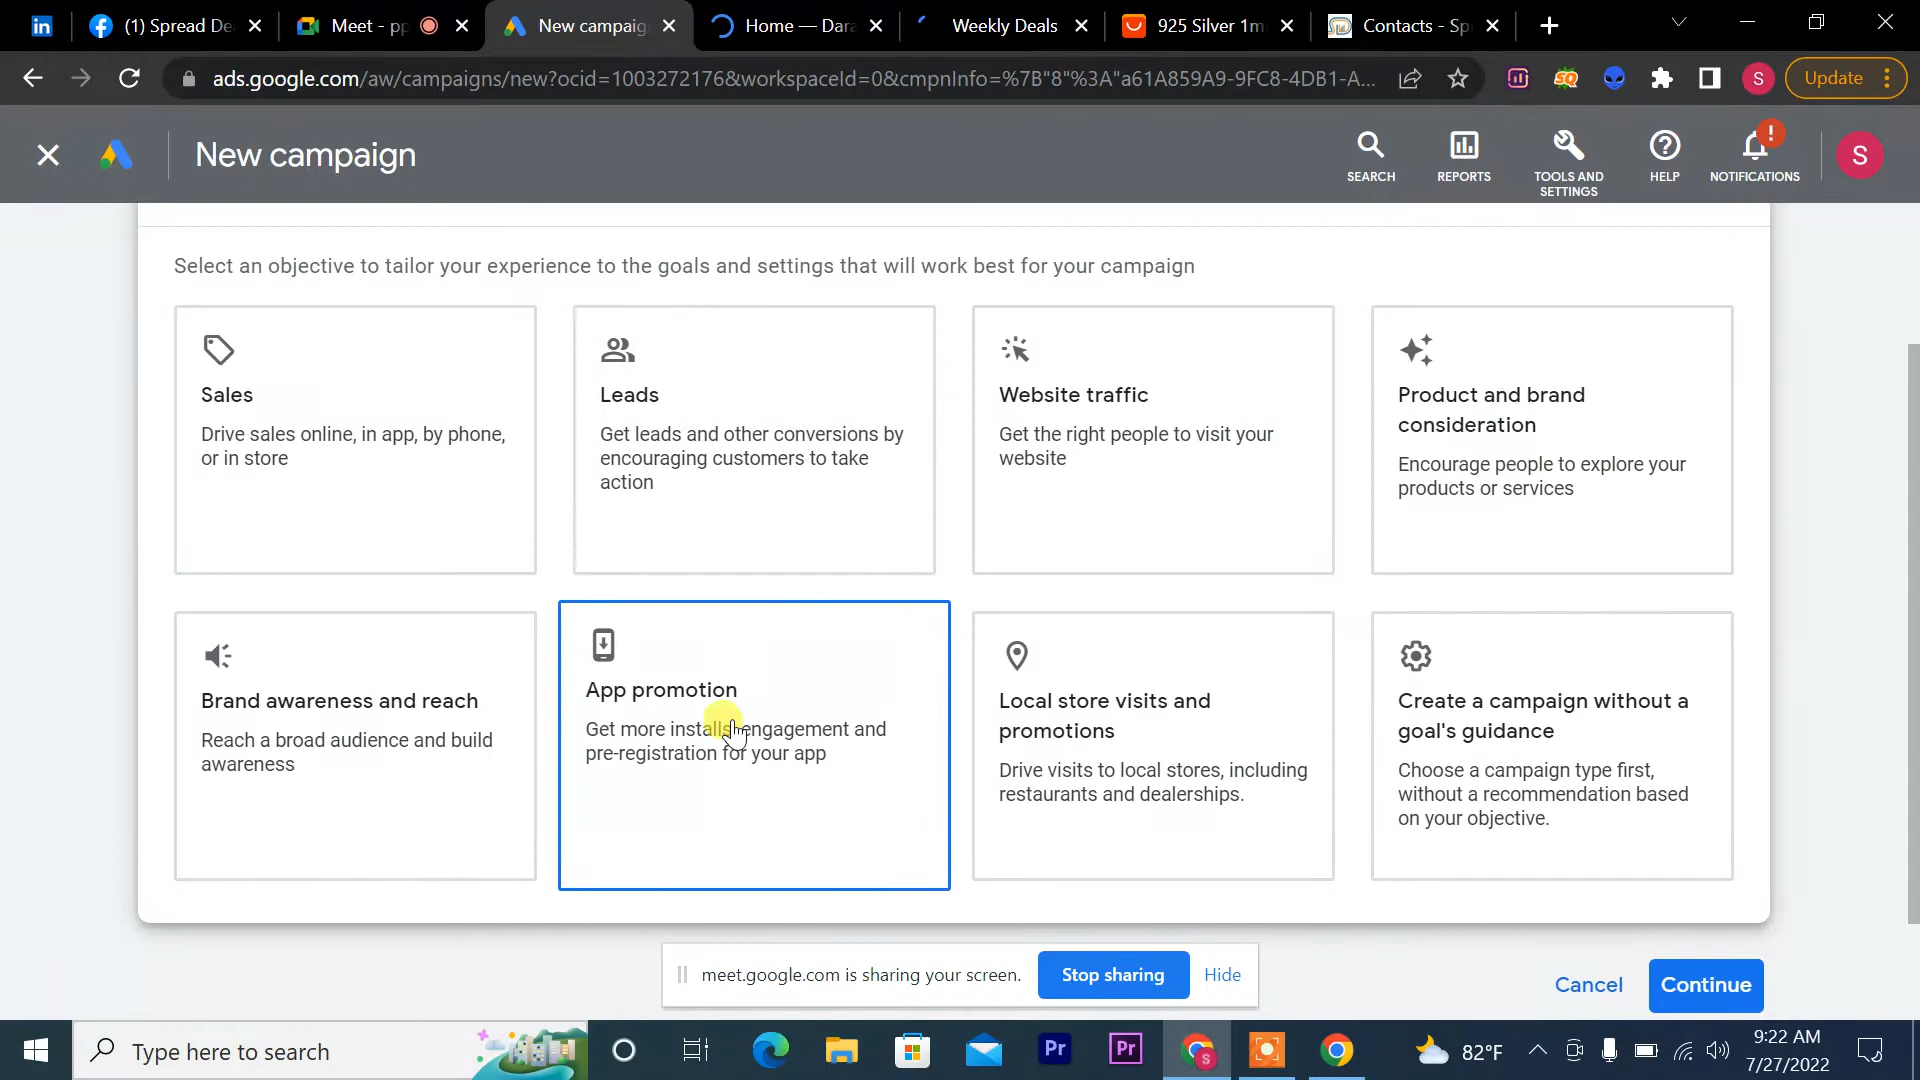 in
(1) Spread De
Meet - pp
New campaig
Home — Dara
Weekly Deals
925 Silver 1m
Contacts - Sp
ads.google.com/aw/campaigns/new?ocid=1003272176&workspaceId=0&cmpnInfo=%7B"8"%3A"a61A859A9-9FC8-4DB1-A...
SQ
S
Update
New campaign
SEARCH
REPORTS
TOOLS AND
SETTINGS
HELP
!
NOTIFICATIONS
S
Select an objective to tailor your experience to the goals and settings that will work best for your campaign
Sales
Drive sales online, in app, by phone,
or in store
Leads
Get leads and other conversions by
encouraging customers to take
action
Website traffic
Get the right people to visit your
website
Product and brand
consideration
Encourage people to explore your
products or services
Brand awareness and reach
Reach a broad audience and build
awareness
App promotion
Get more installs, engagement and
pre-registration for your app
Local store visits and
promotions
Drive visits to local stores, including
restaurants and dealerships.
Create a campaign without a
goal's guidance
Choose a campaign type first,
without a recommendation based
on your objective.
meet.google.com is sharing your screen.
Stop sharing
Hide
Cancel
Continue
Type here to search
Pr
Pr
S
82°F
9:22 AM
7/27/2022